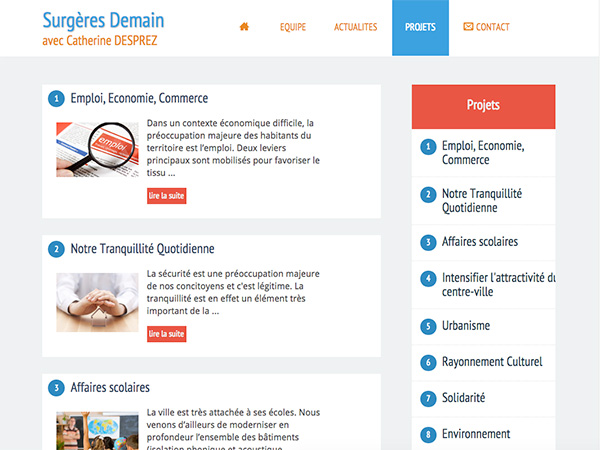 Surgères Demain
avec Catherine DESPREZ
EQUIPE
ACTUALITES
PROJETS
CONTACT
1 Emploi, Economie, Commerce
emploi
Dans un contexte économique difficile, la
préoccupation majeure des habitants du
territoire est l'emploi. Deux leviers
principaux sont mobilisés pour favoriser le
tissu ...
lire la suite
2 Notre Tranquillité Quotidienne
La sécurité est une préoccupation majeure
de nos concitoyens et c'est légitime. La
tranquillité est en effet un élément très
important de la ...
lire la suite
3 Affaires scolaires
La ville est très attachée à ses écoles. Nous
venons d'ailleurs de moderniser en
profondeur l'ensemble des bâtiments
(isolation phonique et acoustique
Projets
1 Emploi, Economie,
Commerce
2 Notre Tranquillité
Quotidienne
3 Affaires scolaires
4 Intensifier l'attractivité du
centre-ville
5 Urbanisme
6 Rayonnement Culturel
7 Solidarité
8 Environnement